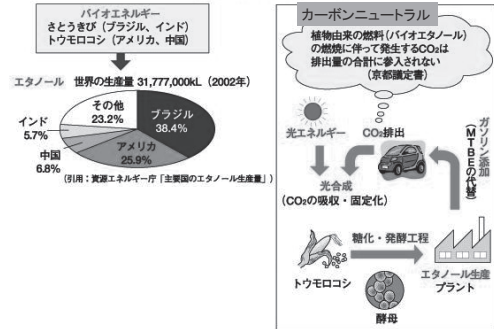 バイオエネルギー
さとうきび（ブラジル、インド）
トウモロコシ（アメリカ、中国）
エタノール 世界の生産量 31,777,000kL（2002年）
その他
23.2%
ブラジル
38.4%
インド
5.7%
中国
6.8%
アメリカ
25.9%
（引用：資源エネルギー庁「主要国のエタノール生産量」）
カーボンニュートラル
植物由来の燃料（バイオエタノール）
の燃焼に伴って発生するCO₂は
排出量の合計に参入されない
（京都議定書）
光エネルギー
CO₂排出
ガソリン添加
（MTBEの代替）
光合成
（CO₂の吸収・固定化）
糖化・発酵工程
トウモロコシ
エタノール生産
プラント
酵母